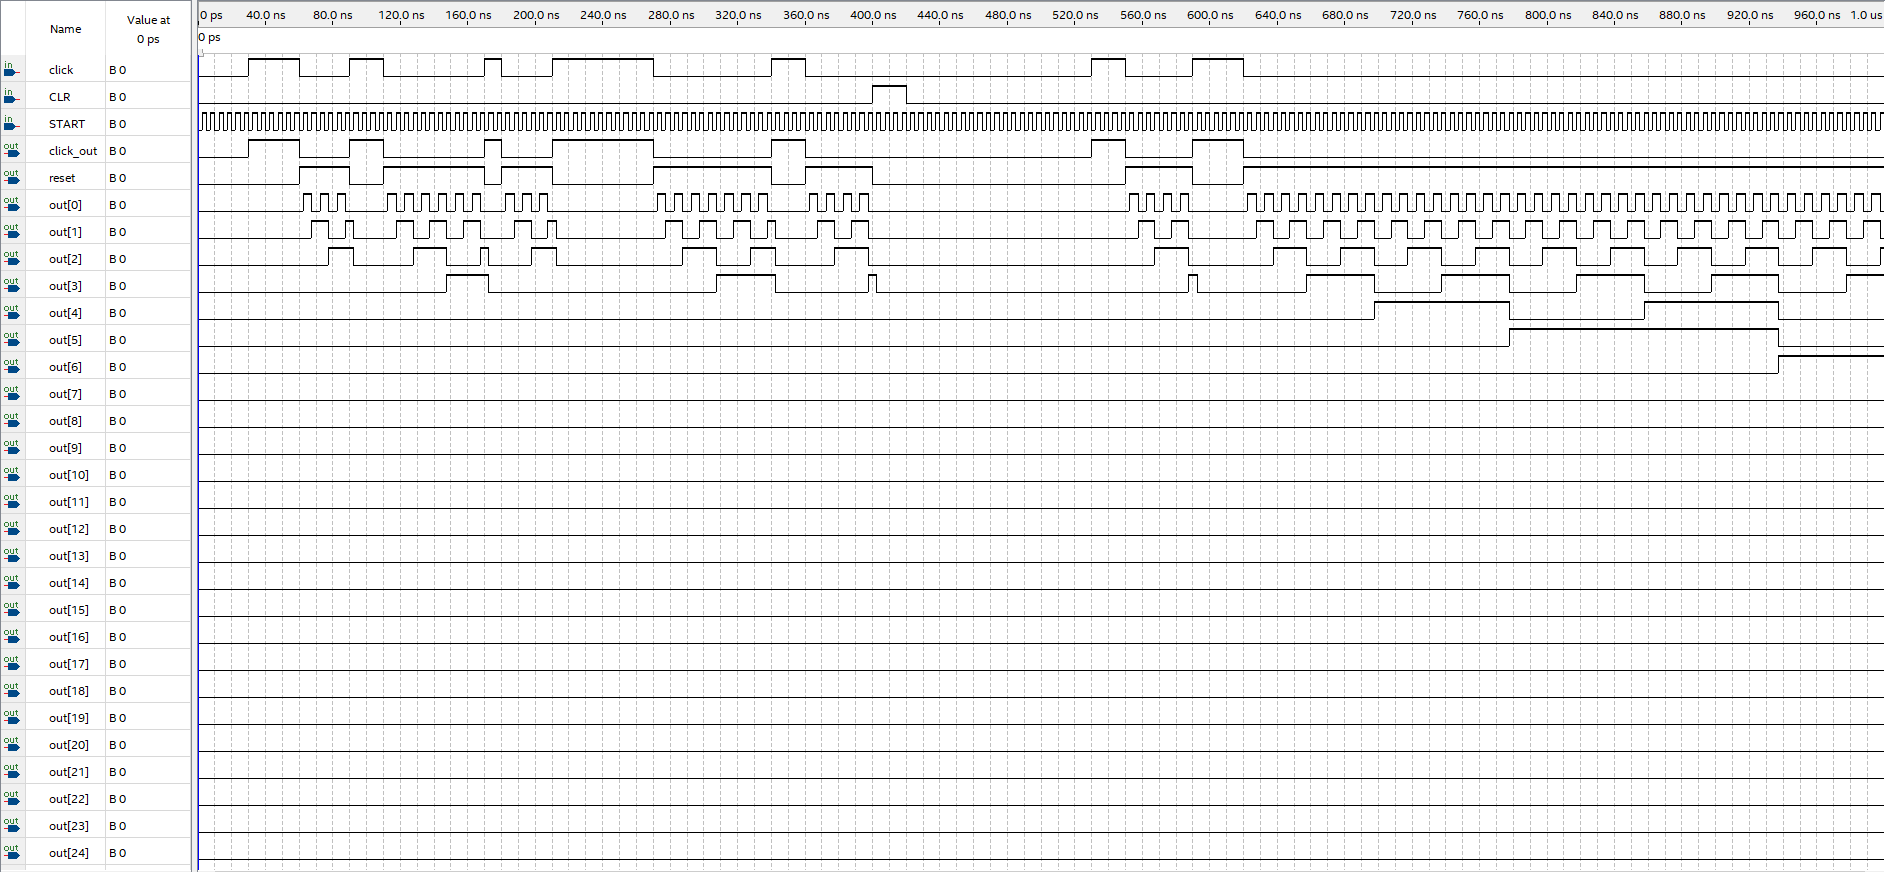 Name
Value at
0 ps
0 ps 40.0 ns 80.0 ns 120.0 ns 160.0 ns 200.0 ns 240.0 ns 280.0 ns 320.0 ns 360.0 ns 400.0 ns 440.0 ns 480.0 ns 520.0 ns 560.0 ns 600.0 ns 640.0 ns 680.0 ns 720.0 ns 760.0 ns 800.0 ns 840.0 ns 880.0 ns 920.0 ns 960.0 ns 1.0 us
0 ps
in click B 0
in CLR B 0
in START B 0
out click_out B 0
out reset B 0
out out[0] B 0
out out[1] B 0
out out[2] B 0
out out[3] B 0
out out[4] B 0
out out[5] B 0
out out[6] B 0
out out[7] B 0
out out[8] B 0
out out[9] B 0
out out[10] B 0
out out[11] B 0
out out[12] B 0
out out[13] B 0
out out[14] B 0
out out[15] B 0
out out[16] B 0
out out[17] B 0
out out[18] B 0
out out[19] B 0
out out[20] B 0
out out[21] B 0
out out[22] B 0
out out[23] B 0
out out[24] B 0